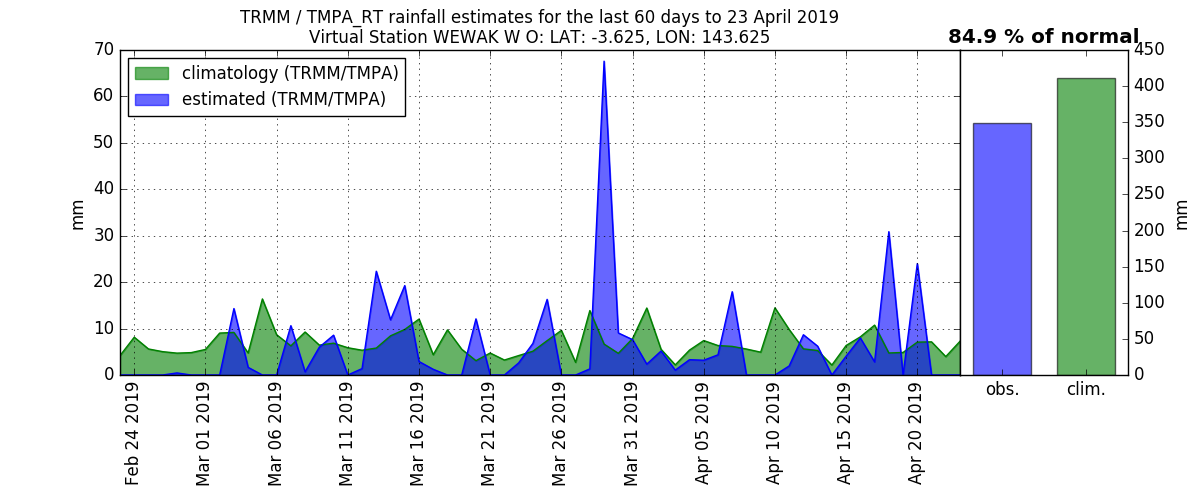 TRMM / TMPA_RT rainfall estimates for the last 60 days to 23 April 2019
Virtual Station WEWAK W O: LAT: -3.625, LON: 143.625
84.9 % of normal
climatology (TRMM/TMPA)
estimated (TRMM/TMPA)
70
60
50
40
30
20
10
0
mm
Feb 24 2019
Mar 01 2019
Mar 06 2019
Mar 11 2019
Mar 16 2019
Mar 21 2019
Mar 26 2019
Mar 31 2019
Apr 05 2019
Apr 10 2019
Apr 15 2019
Apr 20 2019
450
400
350
300
250
200
150
100
50
0
mm
obs.
clim.